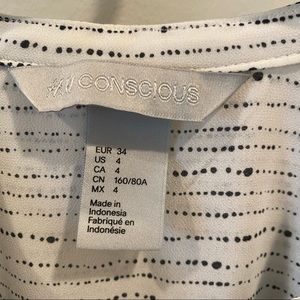 H&M CONSCIOUS
EUR 34
US 4
CA 4
CN 160/80A
MX 4
Made in
Indonesia
Fabriqué en
Indonésie